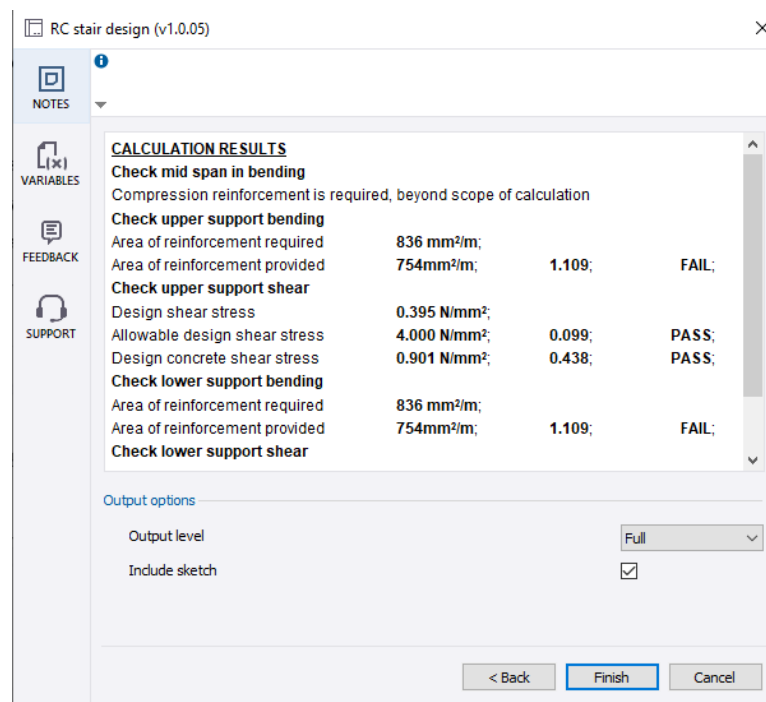 RC stair design (v1.0.05)
NOTES
VARIABLES
FEEDBACK
SUPPORT
CALCULATION RESULTS
Check mid span in bending
Compression reinforcement is required, beyond scope of calculation
Check upper support bending
Area of reinforcement required 836 mm²/m;
Area of reinforcement provided 754mm²/m; 1.109; FAIL;
Check upper support shear
Design shear stress 0.395 N/mm²;
Allowable design shear stress 4.000 N/mm²; 0.099; PASS;
Design concrete shear stress 0.901 N/mm²; 0.438; PASS;
Check lower support bending
Area of reinforcement required 836 mm²/m;
Area of reinforcement provided 754mm²/m; 1.109; FAIL;
Check lower support shear
Output options
Output level Full
Include sketch
< Back Finish Cancel